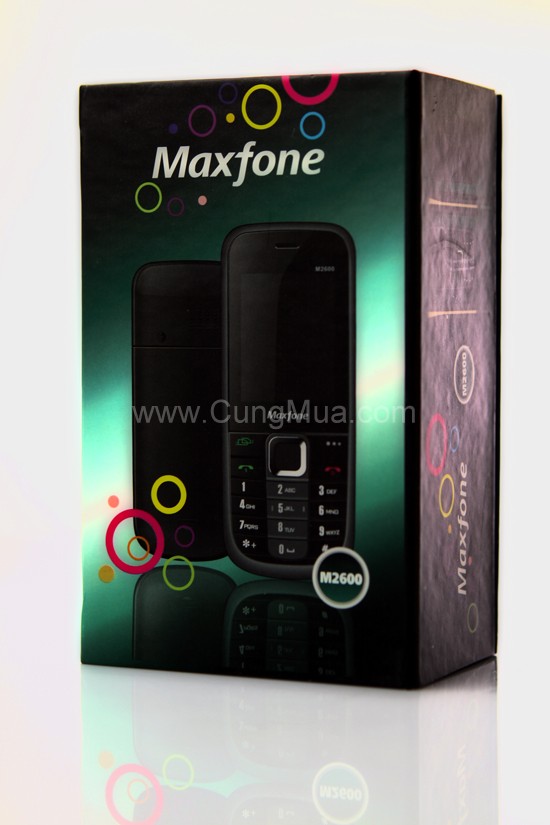 Maxfone
M2600
www.CungMua.com
Maxfone
1
2 ABC
3 DEF
4 GHI
5 JKL
6 MNO
7 PQRS
8 TUV
9 WXYZ
*+
0
#
M2600
M2600
Maxfone